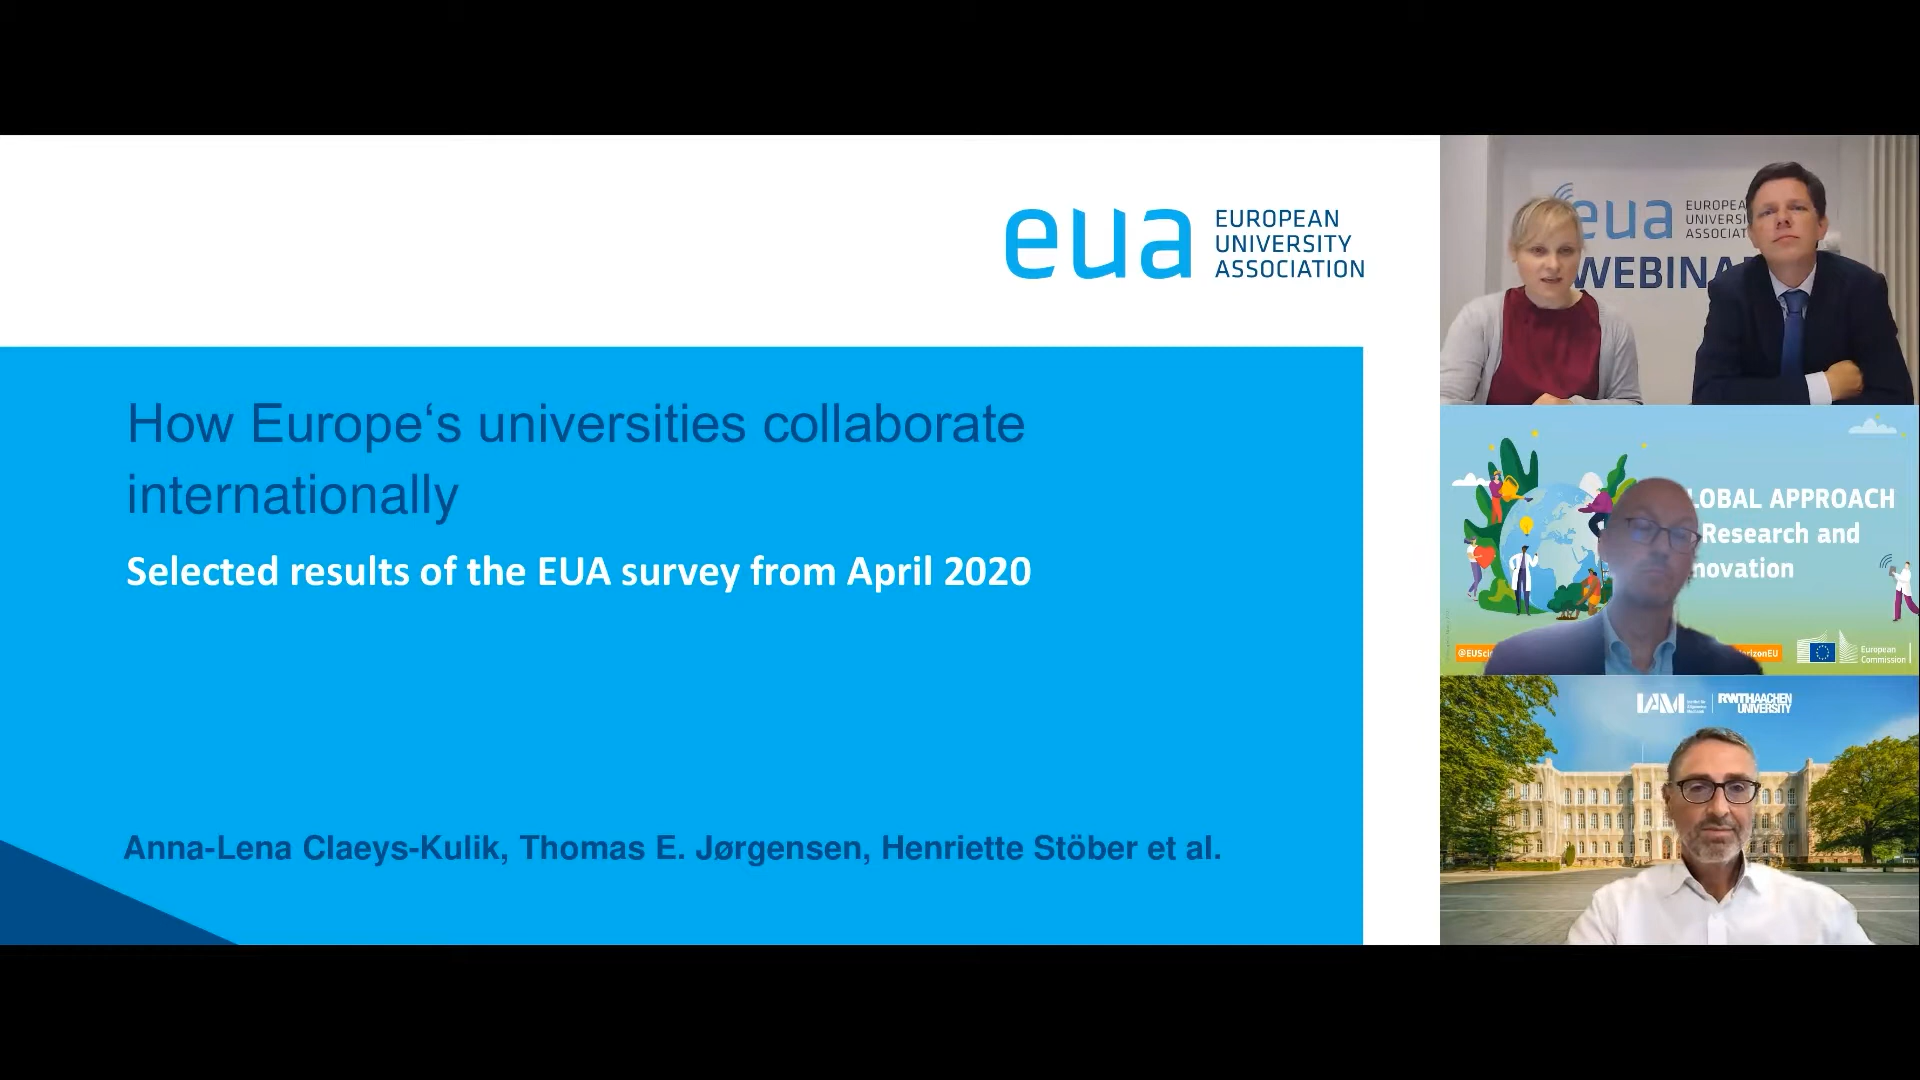 eua
EUROPEAN
UNIVERSITY
ASSOCIATION
How Europe‘s universities collaborate
internationally
Selected results of the EUA survey from April 2020
Anna-Lena Claeys-Kulik, Thomas E. Jørgensen, Henriette Stöber et al.
eua
EUROPEA
UNIVERSI
ASSOCIAT
WEBINA
LOBAL APPROACH
Research and
novation
@EUSci
rizonEU
European
Commission
IAM
RWTHAACHEN
UNIVERSITY